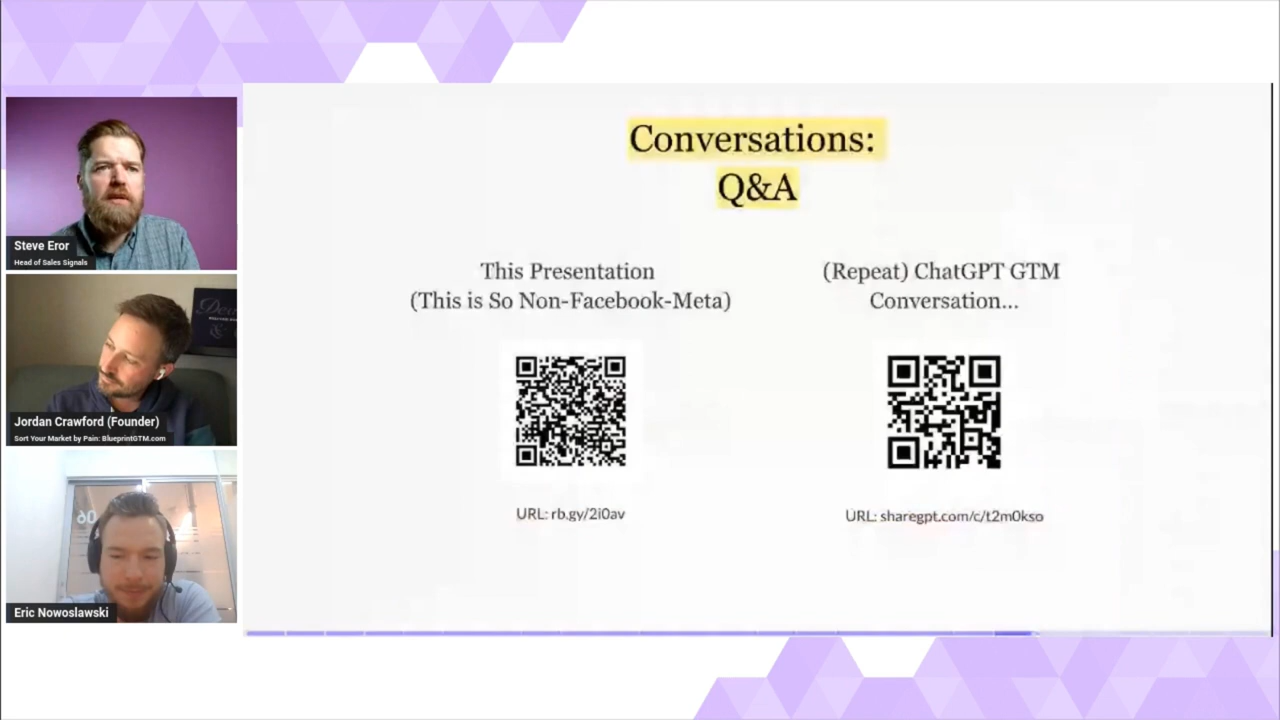 Conversations:
Q&A
This Presentation
(This is So Non-Facebook-Meta)
(Repeat) ChatGPT GTM
Conversation...
URL: rb.gy/2i0av
URL: sharegpt.com/c/t2m0kso
Steve Eror
Head of Sales Signals
Jordan Crawford (Founder)
Sort Your Market by Pain: BlueprintGTM.com
Eric Nowoslawski